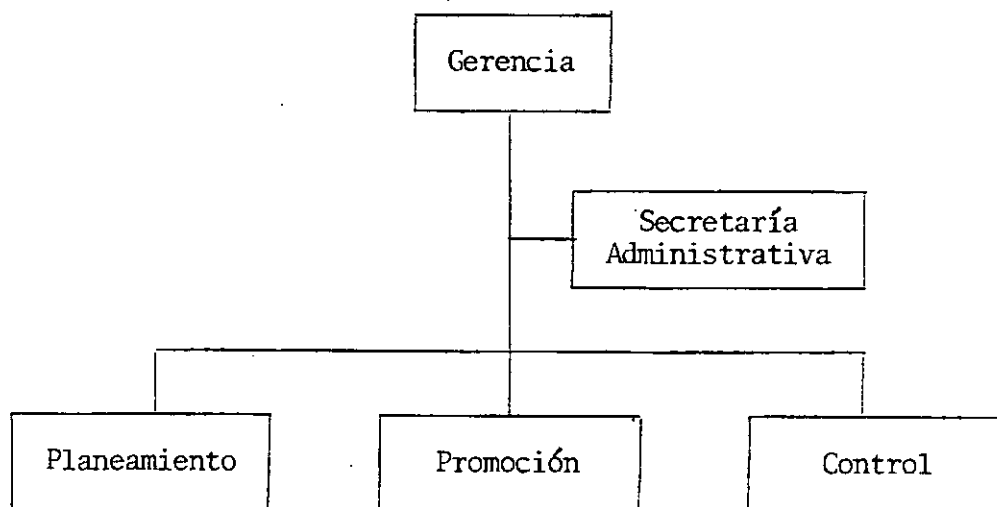 Gerencia
Secretaría
Administrativa
Planeamiento
Promoción
Control